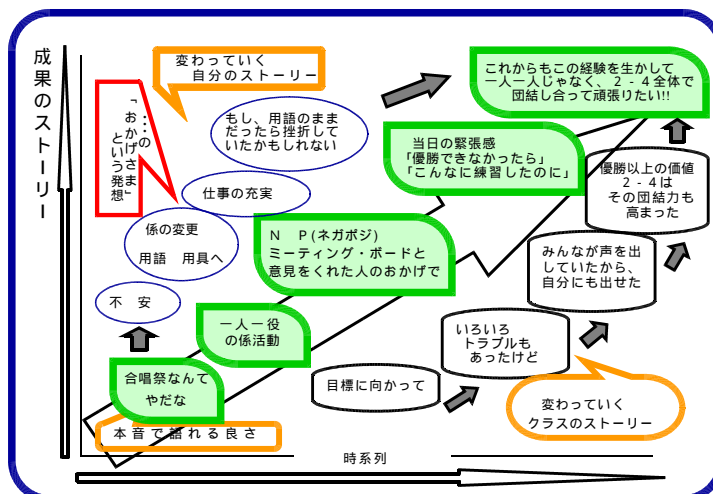 成果のストーリー
変わっていく
自分のストーリー
…の
「おかげさま」
という発想
もし、用語のまま
だったら挫折して
いたかもしれない
仕事の充実
係の変更
用語　用具へ
不　安
合唱祭なんて
やだな
本音で語れる良さ
一人一役
の係活動
Ｎ　Ｐ(ネガポジ)
ミーティング・ボードと
意見をくれた人のおかげで
当日の緊張感
「優勝できなかったら」
「こんなに練習したのに」
これからもこの経験を生かして
一人一人じゃなく、２-４全体で
団結し合って頑張りたい!!
優勝以上の価値
２-４は
その団結力も
高まった
みんなが声を出
していたから、
自分にも出せた
いろいろ
トラブルも
あったけど
目標に向かって
変わっていく
クラスのストーリー
時系列